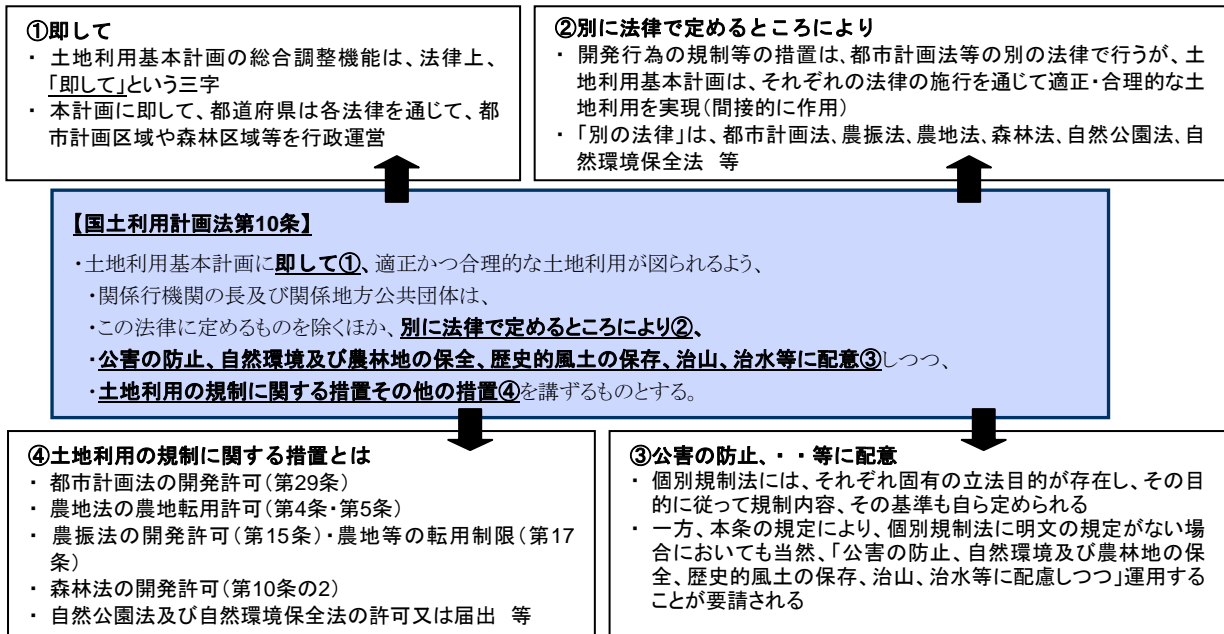 ①即して
・ 土地利用基本計画の総合調整機能は、法律上、
「即して」という三字
・ 本計画に即して、都道府県は各法律を通じて、都
市計画区域や森林区域等を行政運営
②別に法律で定めるところにより
・ 開発行為の規制等の措置は、都市計画法等の別の法律で行うが、土
地利用基本計画は、それぞれの法律の施行を通じて適正・合理的な土
地利用を実現（間接的に作用）
・ 「別の法律」は、都市計画法、農振法、農地法、森林法、自然公園法、自
然環境保全法　等
【国土利用計画法第10条】
・土地利用基本計画に即して①、適正かつ合理的な土地利用が図られるよう、
・関係行機関の長及び関係地方公共団体は、
・この法律に定めるものを除くほか、別に法律で定めるところにより②、
・公害の防止、自然環境及び農林地の保全、歴史的風土の保存、治山、治水等に配意③しつつ、
・土地利用の規制に関する措置その他の措置④を講ずるものとする。
④土地利用の規制に関する措置とは
・ 都市計画法の開発許可（第29条）
・ 農地法の農地転用許可（第4条・第5条）
・ 農振法の開発許可（第15条）・農地等の転用制限（第17
条）
・ 森林法の開発許可（第10条の2）
・ 自然公園法及び自然環境保全法の許可又は届出　等
③公害の防止、・・等に配意
・ 個別規制法には、それぞれ固有の立法目的が存在し、その目
的に従って規制内容、その基準も自ら定められる
・ 一方、本条の規定により、個別規制法に明文の規定がない場
合においても当然、「公害の防止、自然環境及び農林地の保
全、歴史的風土の保存、治山、治水等に配慮しつつ」運用する
ことが要請される